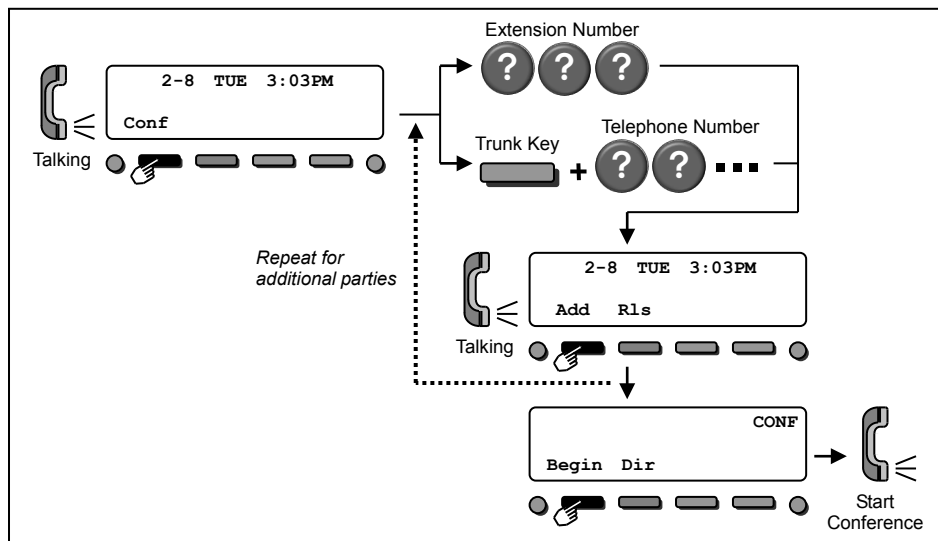 Extension Number
? ? ?
2-8 TUE 3:03PM
Conf
Talking
Trunk Key
Telephone Number
+ ? ?
Repeat for
additional parties
2-8 TUE 3:03PM
Add Rls
Talking
CONF
Begin Dir
Start
Conference